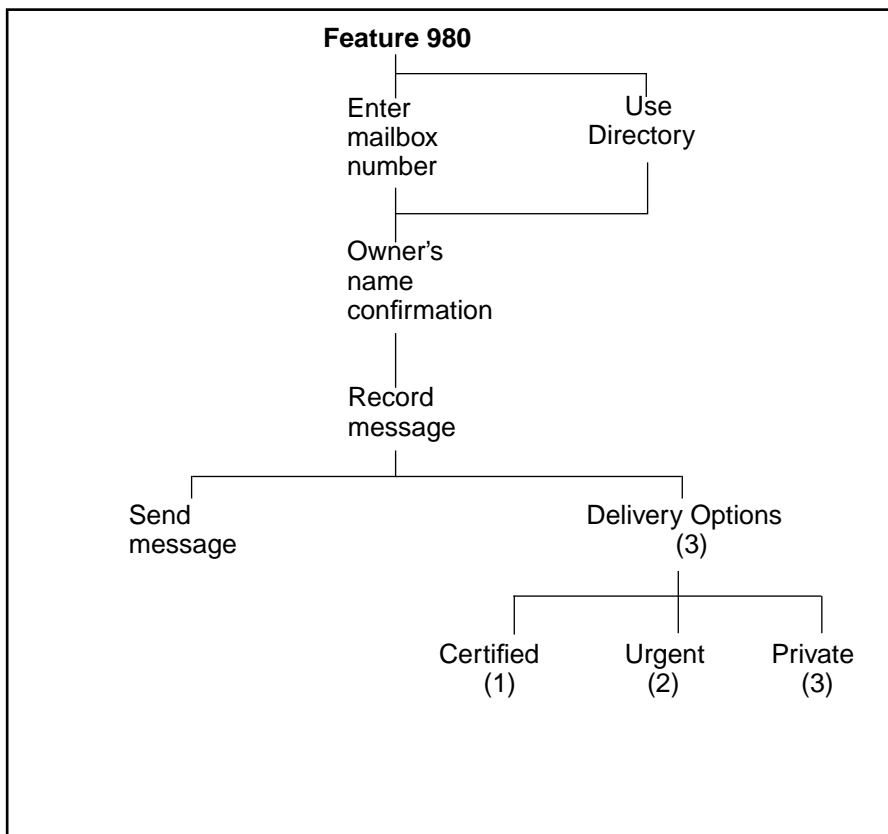 Feature 980
Enter
mailbox
number
Use
Directory
Owner's
name
confirmation
Record
message
Send
message
Delivery Options
(3)
Certified
(1)
Urgent
(2)
Private
(3)